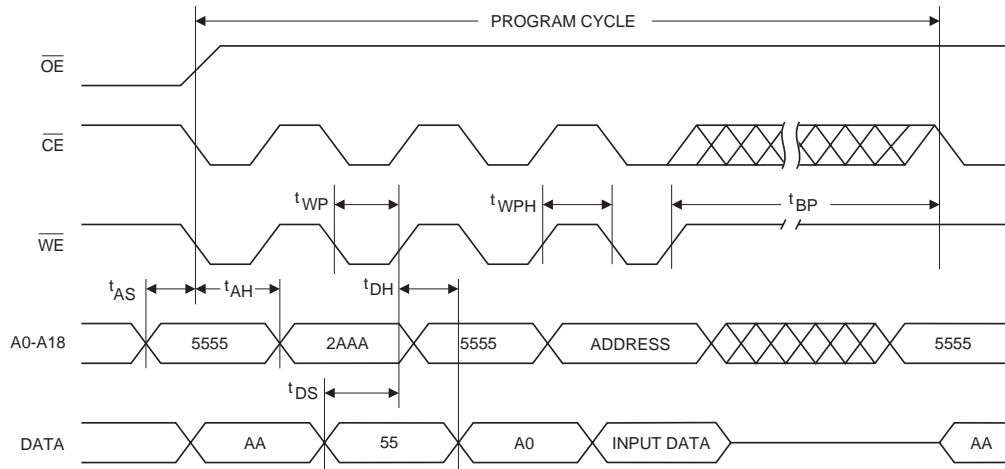 PROGRAM CYCLE
OE
CE
tWP
tWPH
tBP
WE
tAS
tAH
tDH
A0-A18
5555
2AAA
5555
ADDRESS
5555
tDS
DATA
AA
55
A0
INPUT DATA
AA